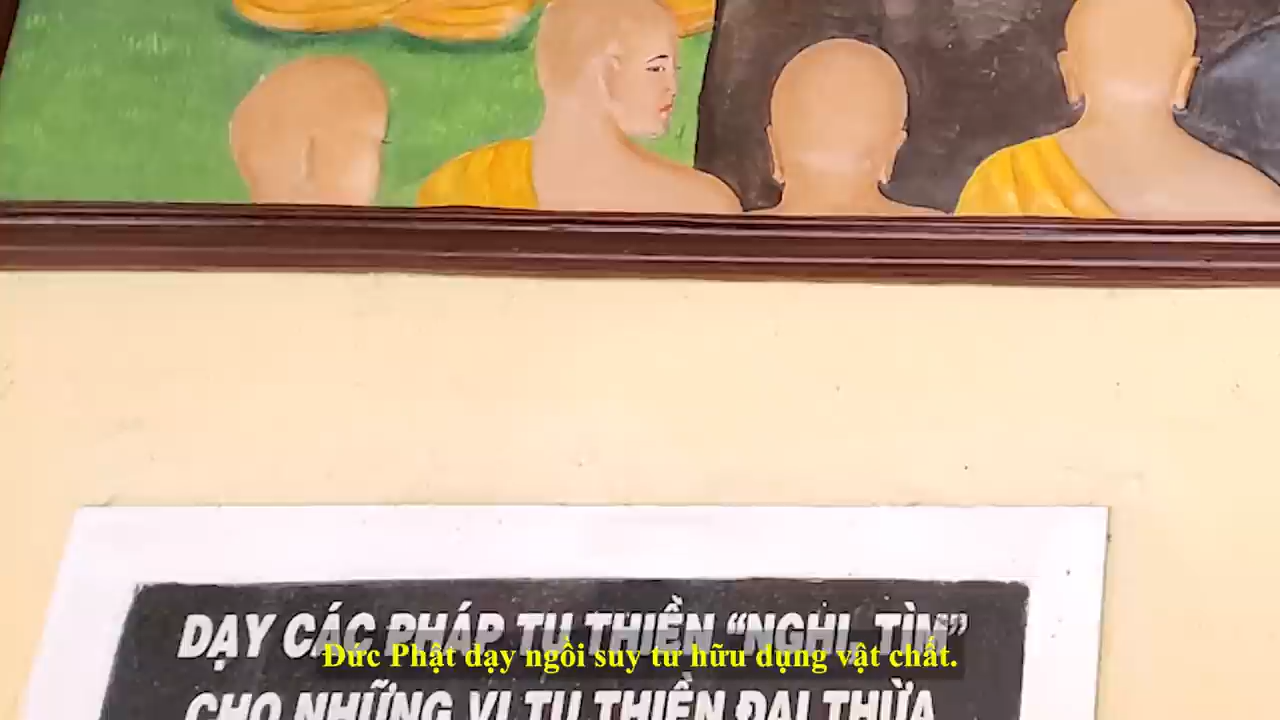 DẠY CÁC PHÁP TU THIỀN “NGHI, TÌM”
Đức Phật dạy ngồi suy tư hữu dụng vật chất.
CHO NHỮNG VỊ TU THIỀN ĐẠI THỪA